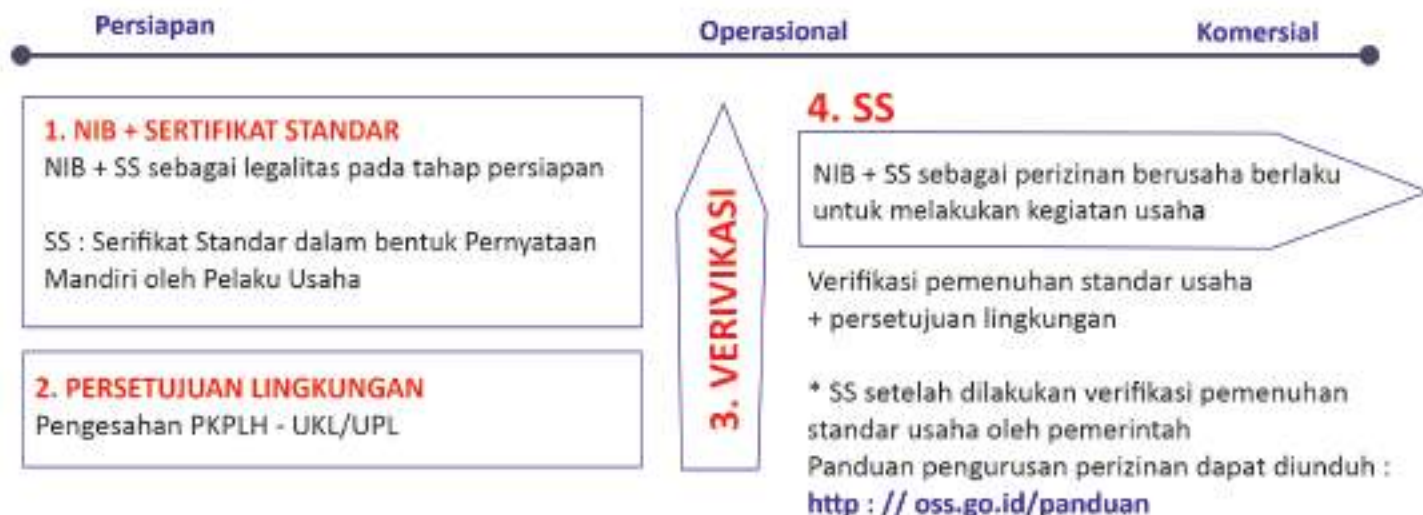 Persiapan
Operasional
Komersial
1. NIB + SERTIFIKAT STANDAR
NIB + SS sebagai legalitas pada tahap persiapan
SS : Serifikat Standar dalam bentuk Pernyataan
Mandiri oleh Pelaku Usaha
2. PERSETUJUAN LINGKUNGAN
Pengesahan PKPLH - UKL/UPL
3. VERIVIKASI
4. SS
NIB + SS sebagai perizinan berusaha berlaku
untuk melakukan kegiatan usaha
Verifikasi pemenuhan standar usaha
+ persetujuan lingkungan
* SS setelah dilakukan verifikasi pemenuhan
standar usaha oleh pemerintah
Panduan pengurusan perizinan dapat diunduh :
http : // oss.go.id/panduan